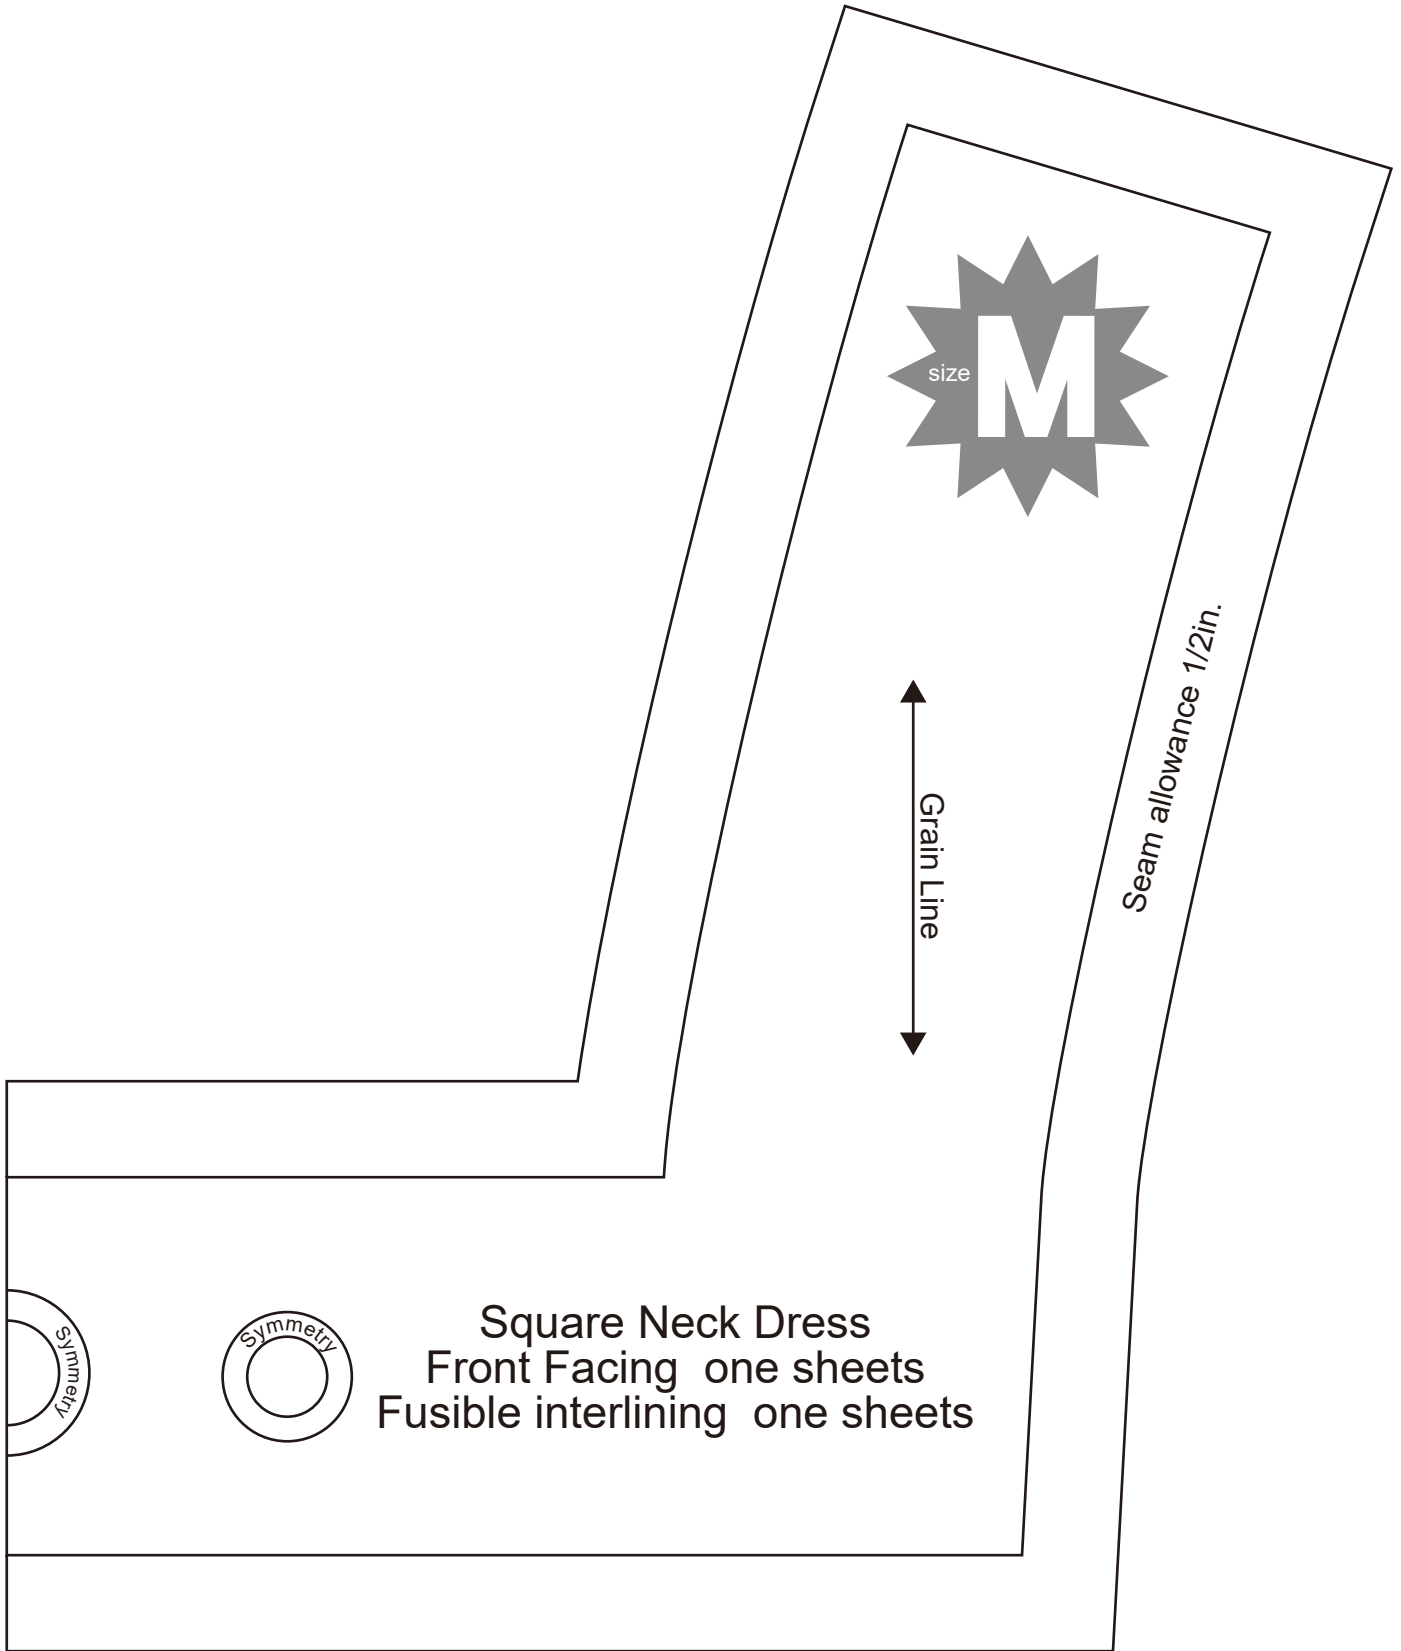 size M
Seam allowance 1/2in.
Grain Line
Symmetry
Symmetry
Square Neck Dress
Front Facing one sheets
Fusible interlining one sheets